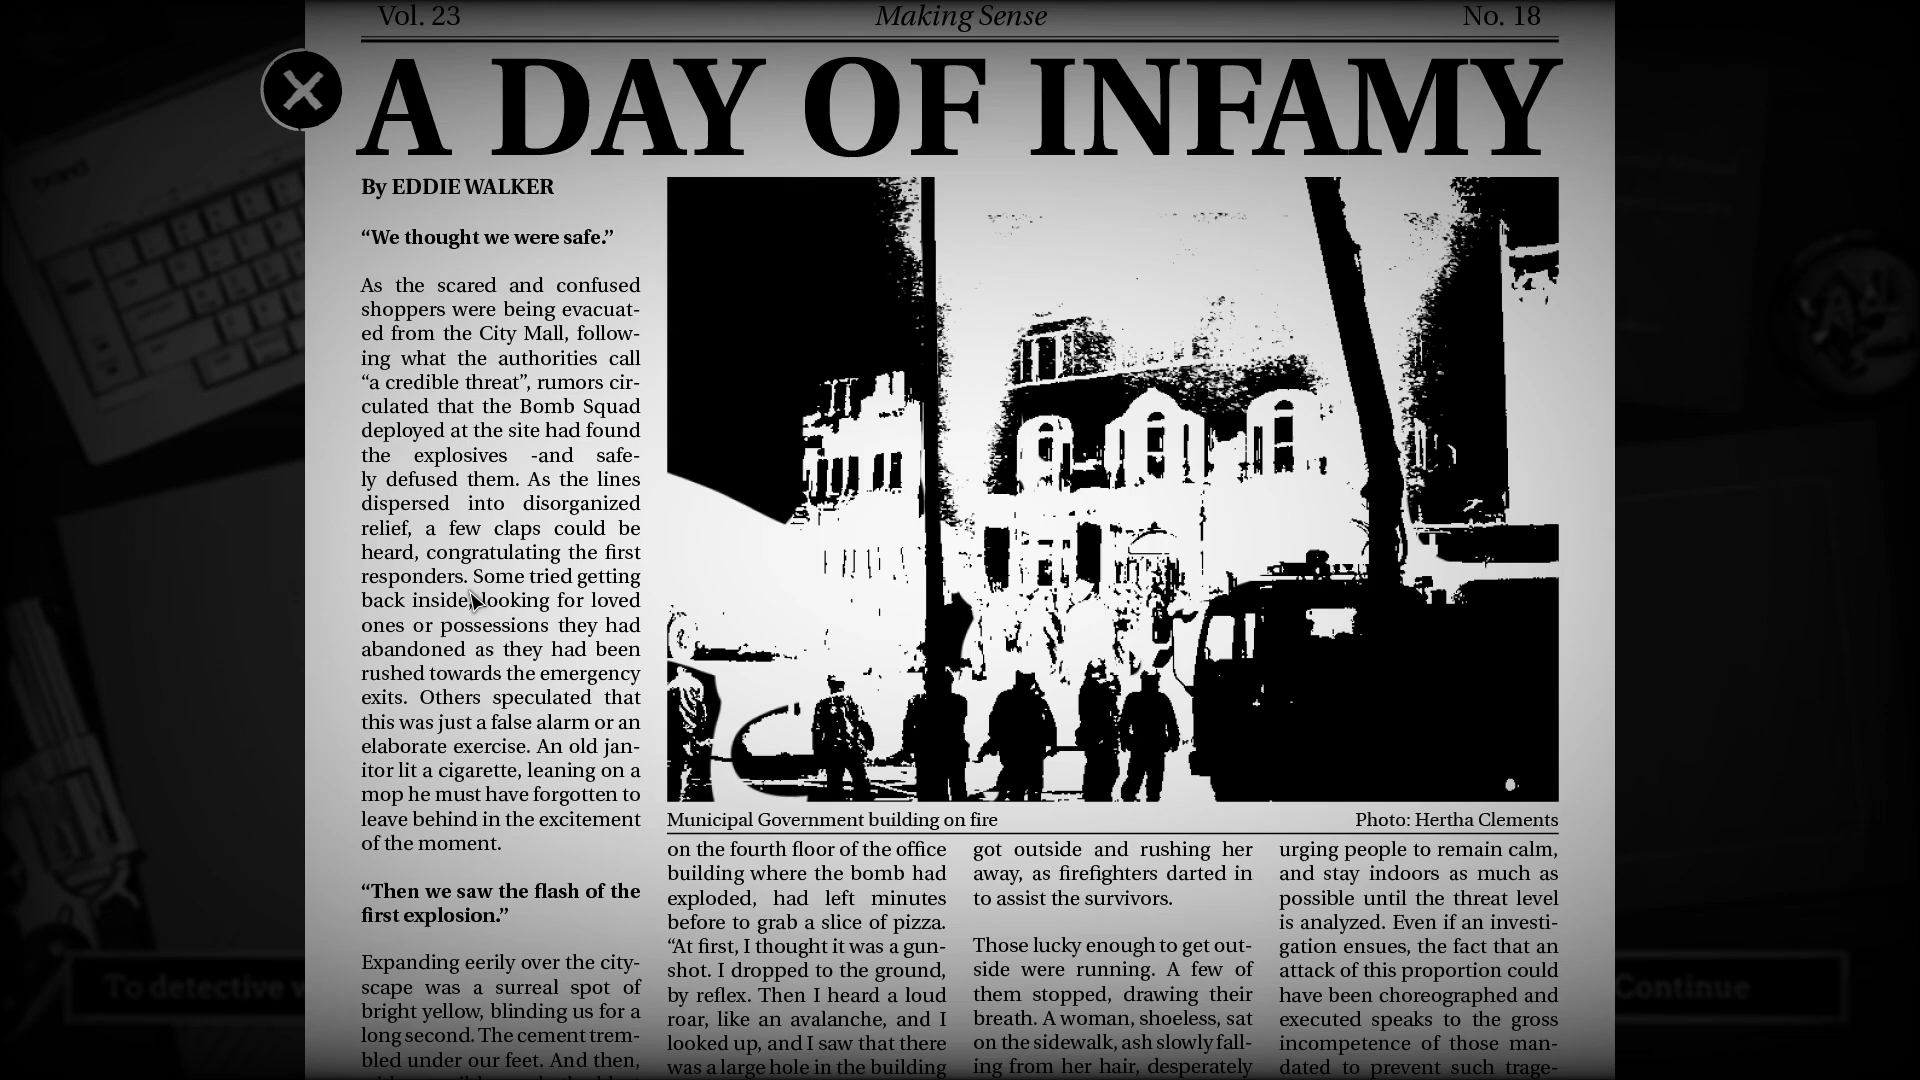 Vol. 23
Making Sense
No. 18
A DAY OF INFAMY
By EDDIE WALKER
“We thought we were safe.”
As the scared and confused
shoppers were being evacuat-
ed from the City Mall, follow-
ing what the authorities call
“a credible threat”, rumors cir-
culated that the Bomb Squad
deployed at the site had found
the explosives -and safe-
ly defused them. As the lines
dispersed into disorganized
relief, a few claps could be
heard, congratulating the first
responders. Some tried getting
back inside looking for loved
ones or possessions they had
abandoned as they had been
rushed towards the emergency
exits. Others speculated that
this was just a false alarm or an
elaborate exercise. An old jan-
itor lit a cigarette, leaning on a
mop he must have forgotten to
leave behind in the excitement
of the moment.
“Then we saw the flash of the
first explosion.”
Expanding eerily over the city-
scape was a surreal spot of
bright yellow, blinding us for a
long second. The cement trem-
bled under our feet. And then,
Municipal Government building on fire
Photo: Hertha Clements
on the fourth floor of the office
building where the bomb had
exploded, had left minutes
before to grab a slice of pizza.
“At first, I thought it was a gun-
shot. I dropped to the ground,
by reflex. Then I heard a loud
roar, like an avalanche, and I
looked up, and I saw that there
was a large hole in the building
got outside and rushing her
away, as firefighters darted in
to assist the survivors.
Those lucky enough to get out-
side were running. A few of
them stopped, drawing their
breath. A woman, shoeless, sat
on the sidewalk, ash slowly fall-
ing from her hair, desperately
urging people to remain calm,
and stay indoors as much as
possible until the threat level
is analyzed. Even if an investi-
gation ensues, the fact that an
attack of this proportion could
have been choreographed and
executed speaks to the gross
incompetence of those man-
dated to prevent such trage-
brand
To detective
Continue